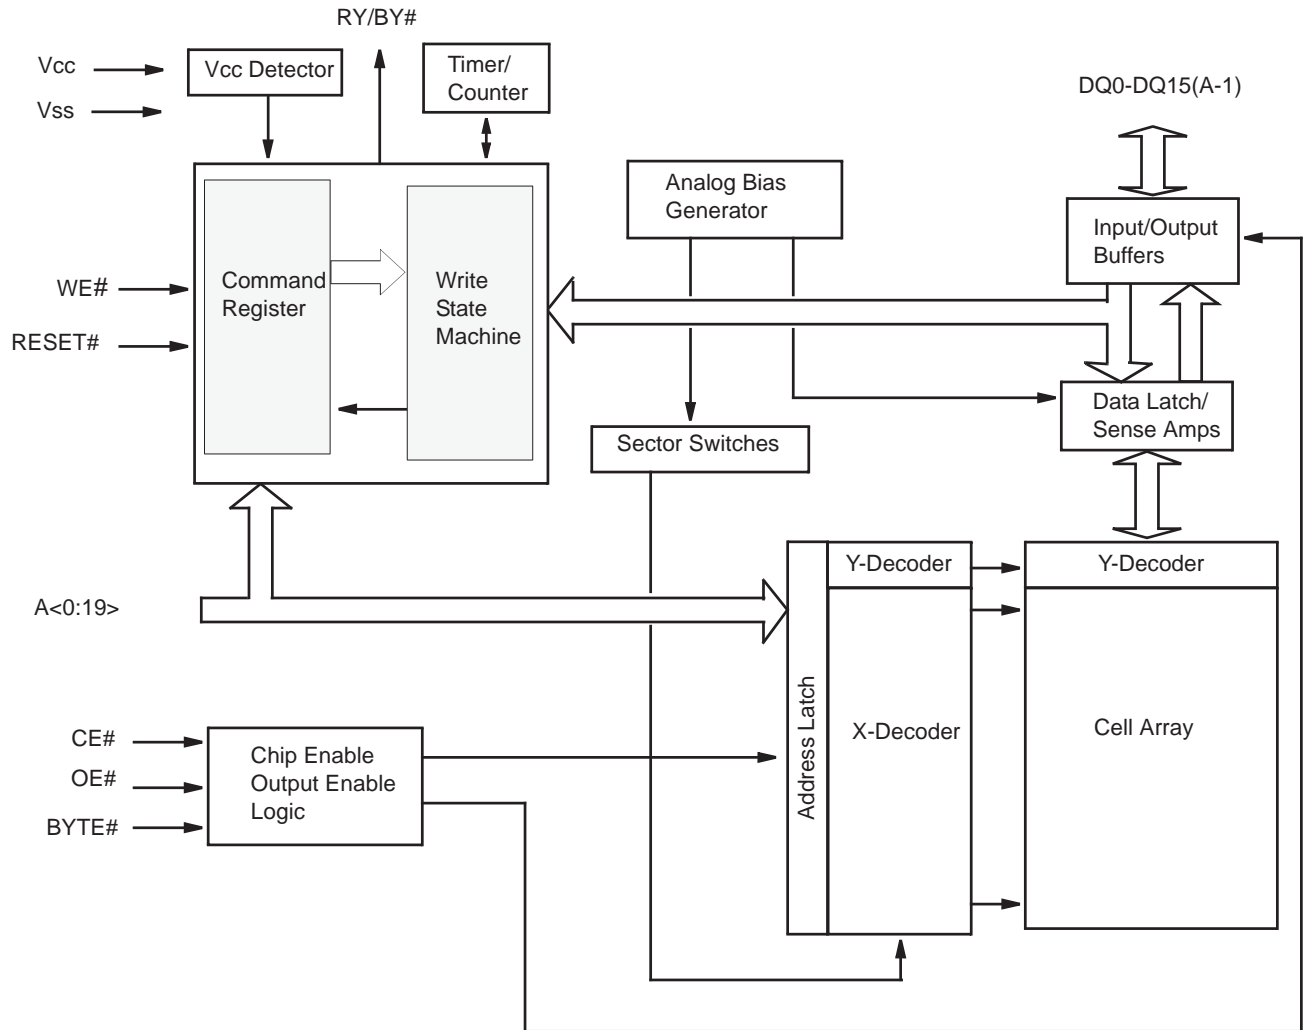 RY/BY#
Vcc
Vss
Vcc Detector
Timer/
Counter
DQ0-DQ15(A-1)
Analog Bias
Generator
Input/Output
Buffers
WE#
RESET#
Command
Register
Write
State
Machine
Data Latch/
Sense Amps
Sector Switches
A<0:19>
Y-Decoder
Y-Decoder
Address Latch
X-Decoder
Cell Array
CE#
OE#
BYTE#
Chip Enable
Output Enable
Logic